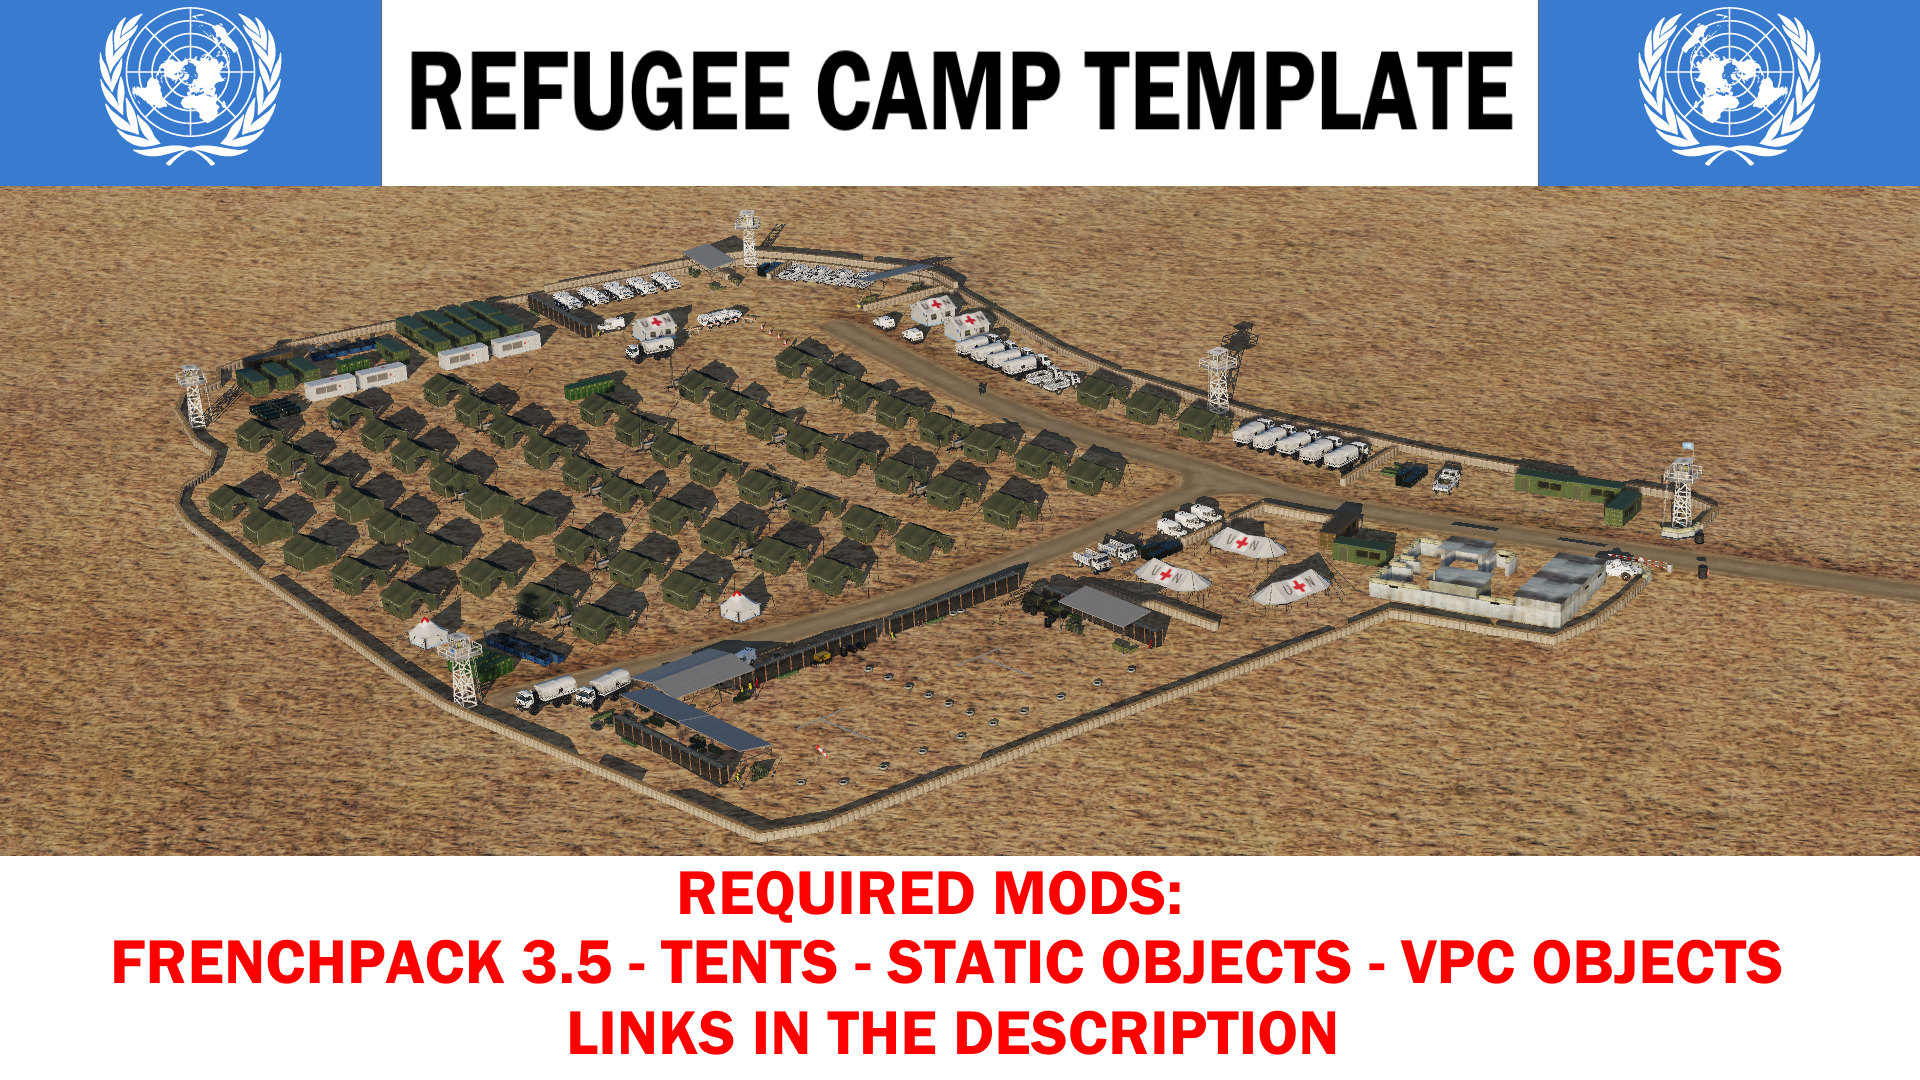 REFUGEE CAMP TEMPLATE
U N
U N
U N
U N
U N
REQUIRED MODS:
FRENCHPACK 3.5 - TENTS - STATIC OBJECTS - VPC OBJECTS
LINKS IN THE DESCRIPTION